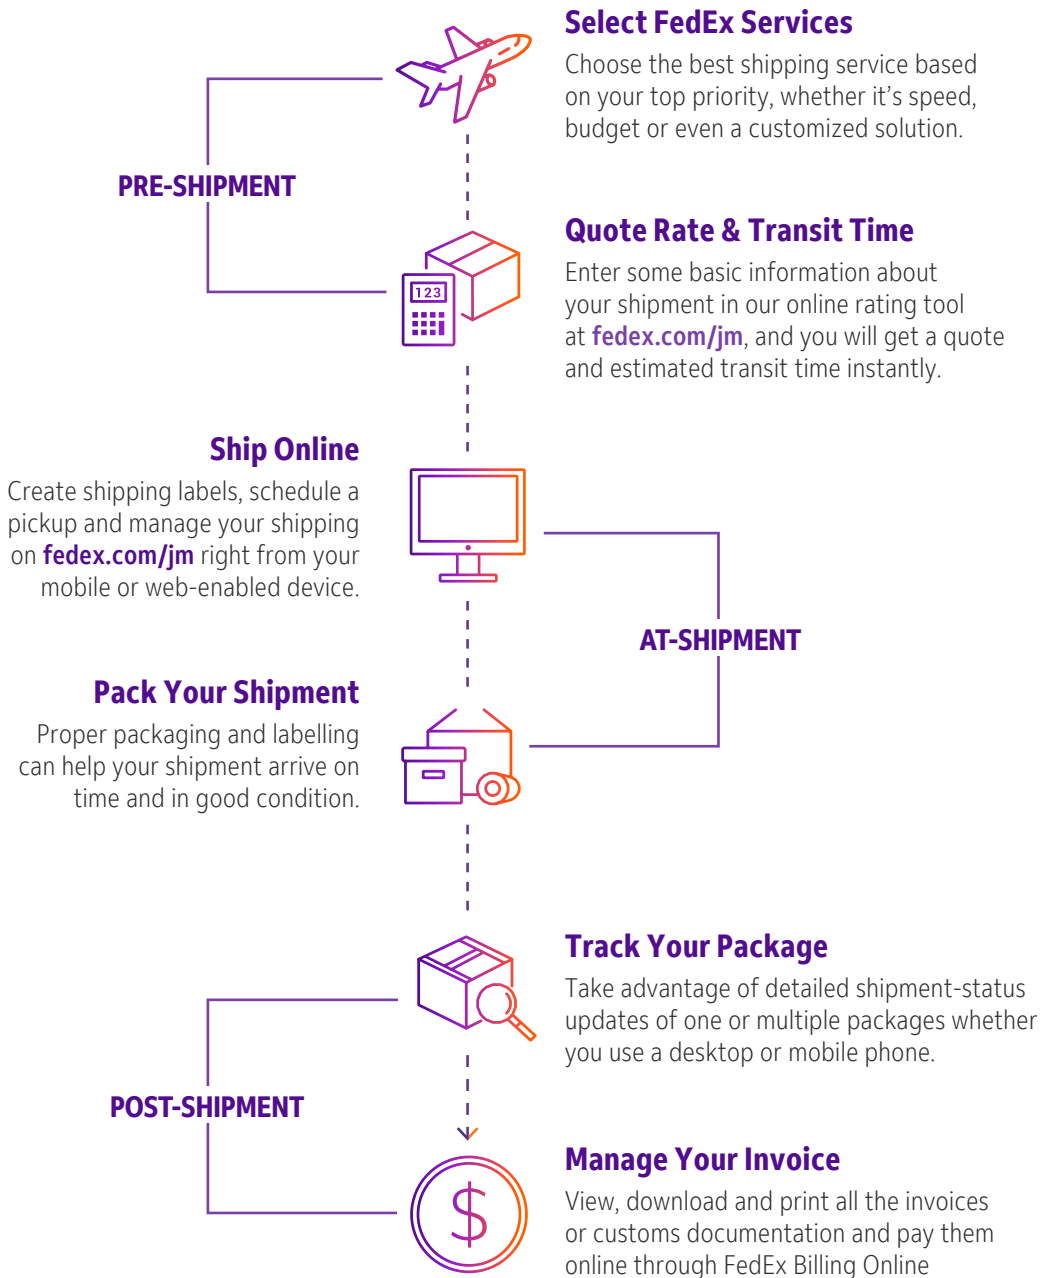 Select FedEx Services
Choose the best shipping service based
on your top priority, whether it's speed,
budget or even a customized solution.
PRE-SHIPMENT
Quote Rate & Transit Time
Enter some basic information about
your shipment in our online rating tool
at fedex.com/jm, and you will get a quote
and estimated transit time instantly.
123
Ship Online
Create shipping labels, schedule a
pickup and manage your shipping
on fedex.com/jm right from your
mobile or web-enabled device.
AT-SHIPMENT
Pack Your Shipment
Proper packaging and labelling
can help your shipment arrive on
time and in good condition.
Track Your Package
Take advantage of detailed shipment-status
updates of one or multiple packages whether
you use a desktop or mobile phone.
POST-SHIPMENT
Manage Your Invoice
View, download and print all the invoices
or customs documentation and pay them
online through FedEx Billing Online
$